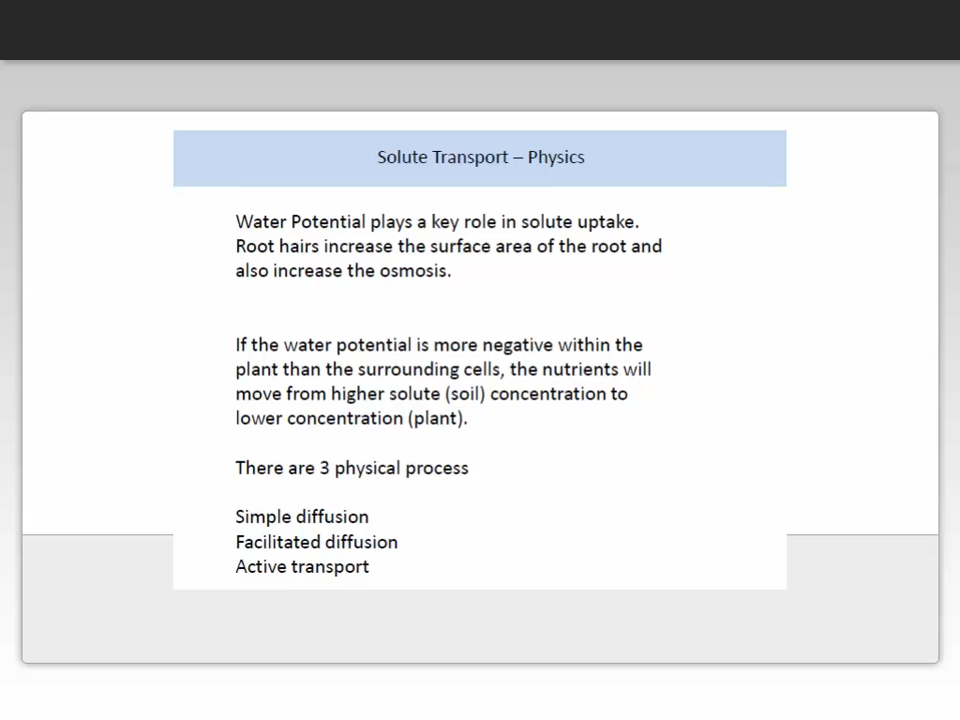 Solute Transport – Physics
Water Potential plays a key role in solute uptake.
Root hairs increase the surface area of the root and
also increase the osmosis.
If the water potential is more negative within the
plant than the surrounding cells, the nutrients will
move from higher solute (soil) concentration to
lower concentration (plant).
There are 3 physical process
Simple diffusion
Facilitated diffusion
Active transport